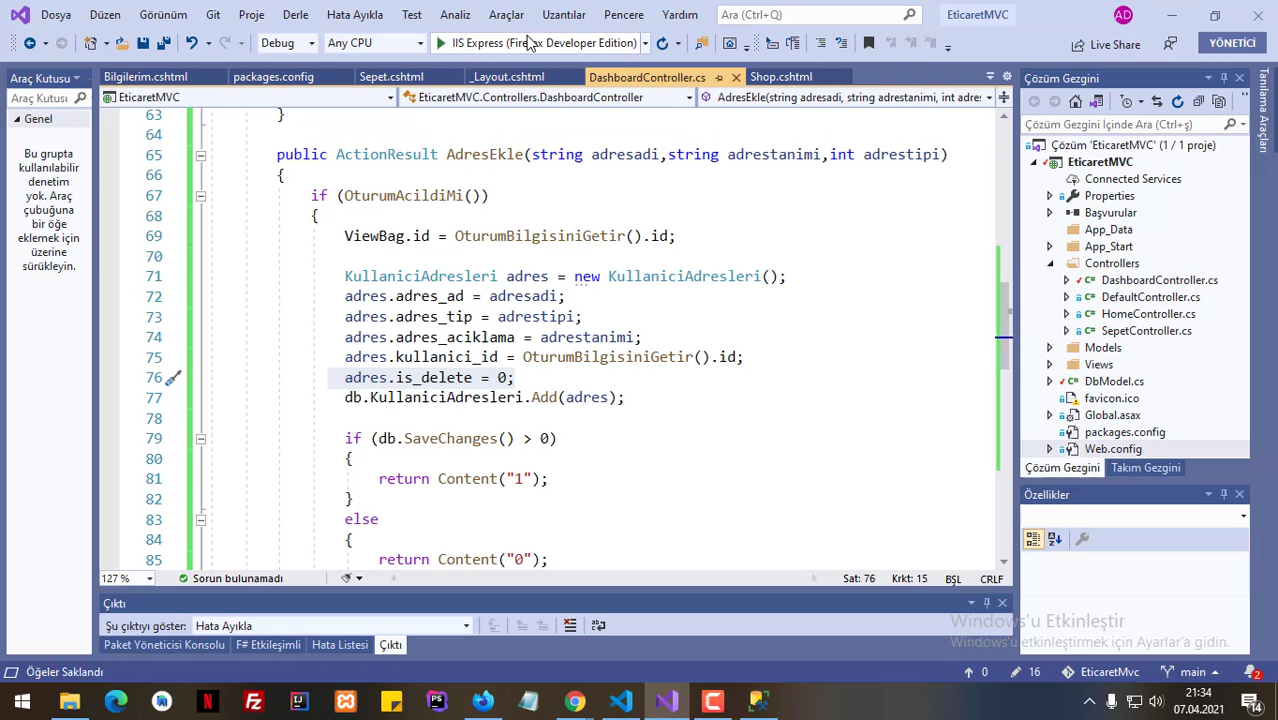 Dosya Düzen Görünüm Git Proje Derle Hata Ayıkla Test Analiz Araçlar Uzantılar Pencere Yardım Ara (Ctrl+Q) EticaretMVC AD
Debug Any CPU IIS Express (Firefox Developer Edition) Live Share YÖNETİCİ
Araç Kutusu
Bilgilerim.cshtml packages.config Sepet.cshtml _Layout.cshtml DashboardController.cs Shop.cshtml
Çözüm Gezgini
Tanılama Araçları
Araç Kutusu
EticaretMVC EticaretMVC.Controllers.DashboardController AdresEkle(string adresadi, string adrestanimi, int adres
Genel
Bu grupta
kullanılabilir
denetim
yok. Araç
çubuğuna
bir öğe
eklemek için
üzerine
sürükleyin.
63 }
64
65 public ActionResult AdresEkle(string adresadi,string adrestanimi,int adrestipi)
66 {
67 if (OturumAcildiMi())
68 {
69 ViewBag.id = OturumBilgisiniGetir().id;
70
71 KullaniciAdresleri adres = new KullaniciAdresleri();
72 adres.adres_ad = adresadi;
73 adres.adres_tip = adrestipi;
74 adres.adres_aciklama = adrestanimi;
75 adres.kullanici_id = OturumBilgisiniGetir().id;
76 adres.is_delete = 0;
77 db.KullaniciAdresleri.Add(adres);
78
79 if (db.SaveChanges() > 0)
80 {
81 return Content("1");
82 }
83 else
84 {
85 return Content("0");
127 % Sorun bulunamadı Sat: 76 Krkt: 15 BŞL CRLF
Çözüm Gezgini İçinde Ara (Ctrl+ş)
Çözüm 'EticaretMVC' (1 / 1 proje)
EticaretMVC
Connected Services
Properties
Başvurular
App_Data
App_Start
Controllers
DashboardController.cs
DefaultController.cs
HomeController.cs
SepetController.cs
Models
Views
DbModel.cs
favicon.ico
Global.asax
packages.config
Web.config
Çözüm Gezgini Takım Gezgini
Özellikler
Çıktı
Şu çıktıyı göster: Hata Ayıkla
Paket Yöneticisi Konsolu F# Etkileşimli Hata Listesi Çıktı
Windows'u Etkinleştir
Windows'u etkinleştirmek için Ayarlar'a gidin.
Öğeler Saklandı 0 16 EticaretMvc main 2
21:34
07.04.2021
14